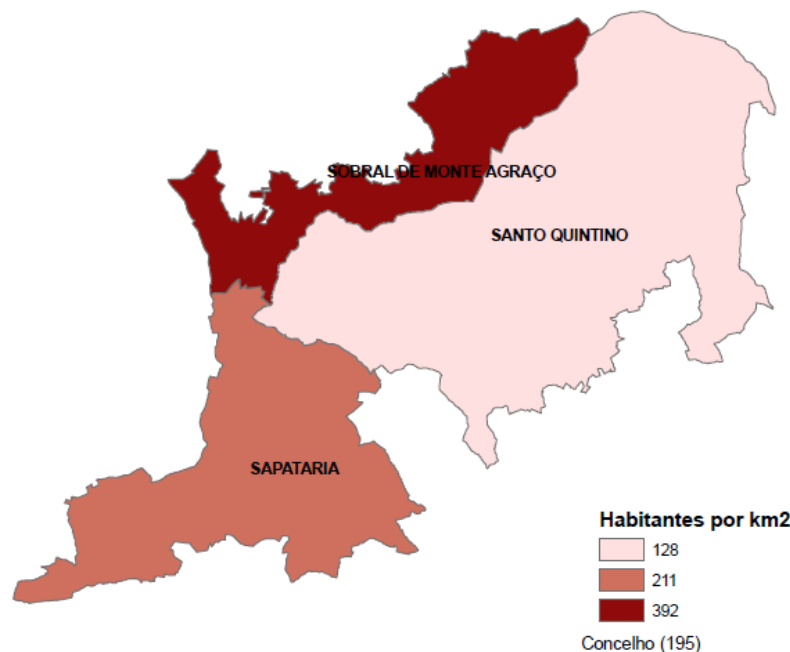 SOBRAL DE MONTE AGRAÇO
SANTO QUINTINO
SAPATARIA
Habitantes por km2
128
211
392
Concelho (195)